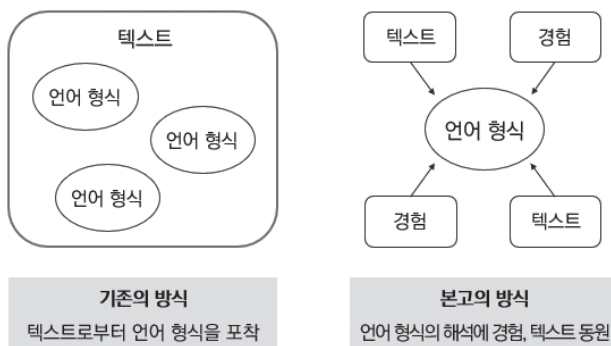 텍스트
언어 형식
언어 형식
언어 형식
기존의 방식
텍스트로부터 언어 형식을 포착
텍스트
경험
언어 형식
경험
텍스트
본고의 방식
언어 형식의 해석에 경험, 텍스트 동원